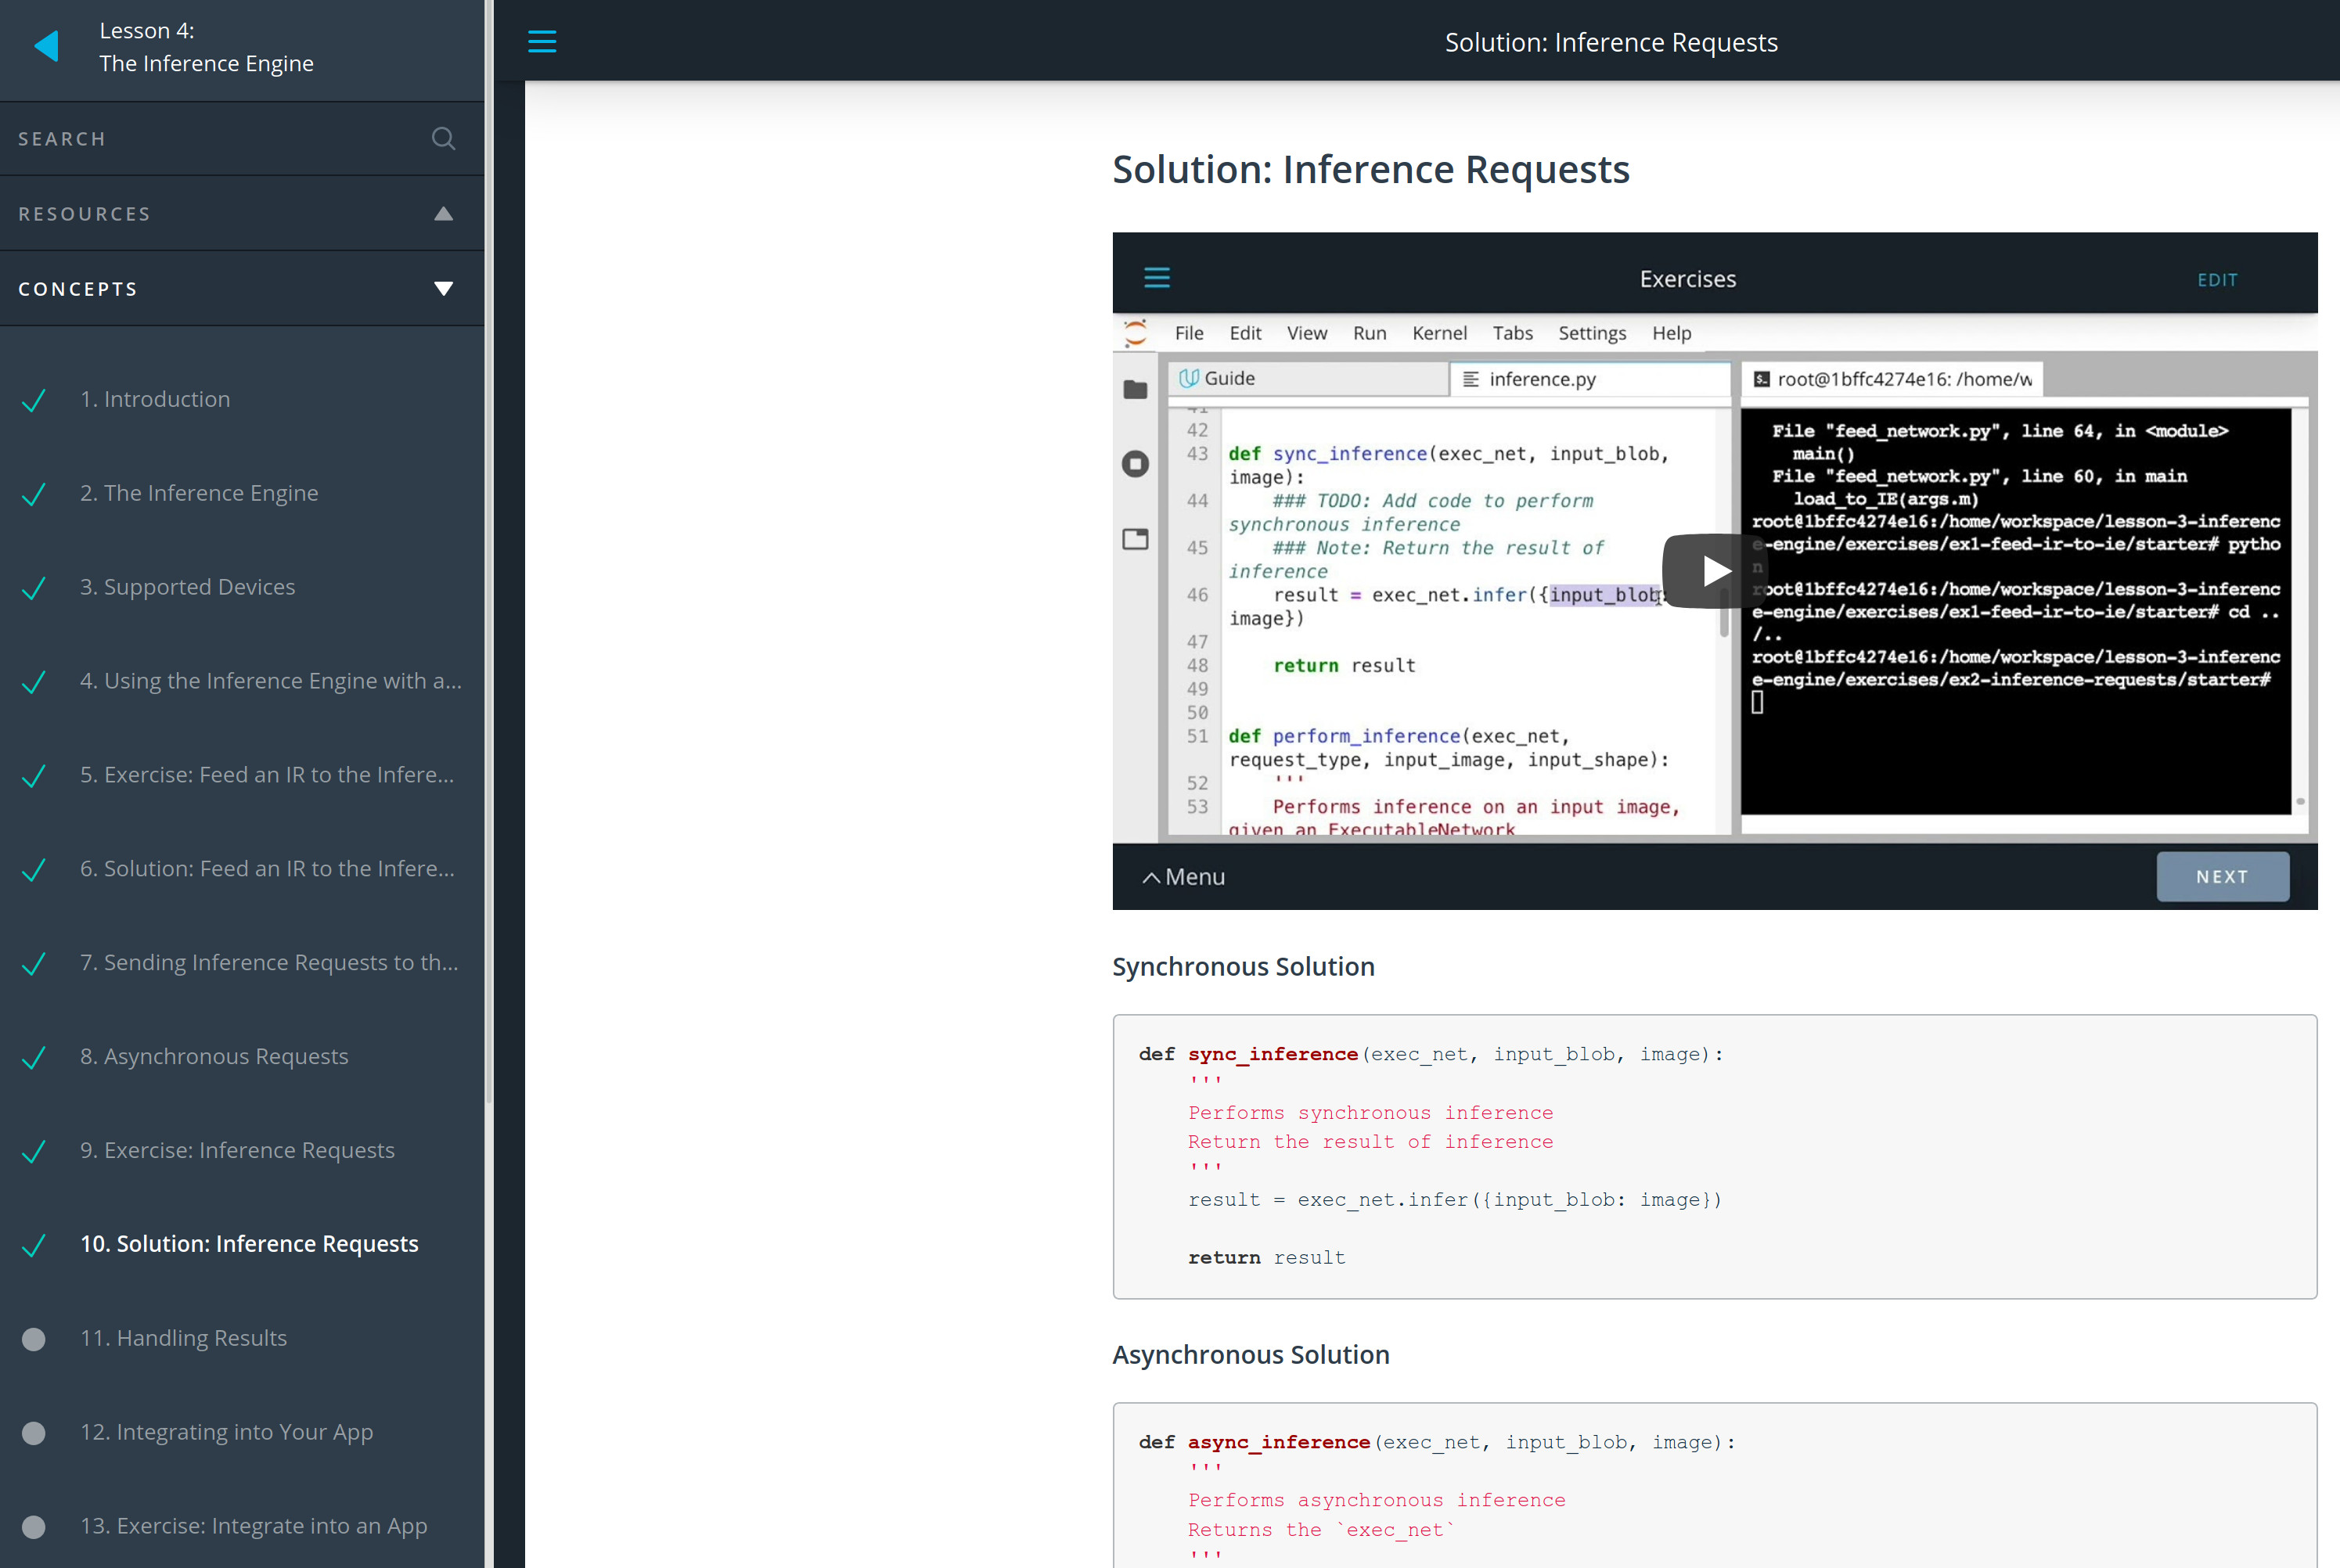 Lesson 4:
The Inference Engine
SEARCH
RESOURCES
CONCEPTS
1. Introduction
2. The Inference Engine
3. Supported Devices
4. Using the Inference Engine with a...
5. Exercise: Feed an IR to the Infere...
6. Solution: Feed an IR to the Infere...
7. Sending Inference Requests to th...
8. Asynchronous Requests
9. Exercise: Inference Requests
10. Solution: Inference Requests
11. Handling Results
12. Integrating into Your App
13. Exercise: Integrate into an App
Solution: Inference Requests
Solution: Inference Requests
Exercises
EDIT
File Edit View Run Kernel Tabs Settings Help
Guide
inference.py
41
42
43 def sync_inference(exec_net, input_blob,
image):
44 ### TODO: Add code to perform
synchronous inference
45 ### Note: Return the result of
inference
46 result = exec_net.infer({input_blob:
image})
47
48 return result
49
50
51 def perform_inference(exec_net,
request_type, input_image, input_shape):
52 '''
53 Performs inference on an input image,
given an ExecutableNetwork
root@1bffc4274e16: /home/w
File "feed_network.py", line 64, in <module>
main()
File "feed_network.py", line 60, in main
load_to_IE(args.m)
root@1bffc4274e16:/home/workspace/lesson-3-inferenc
e-engine/exercises/ex1-feed-ir-to-ie/starter# pytho
n
root@1bffc4274e16:/home/workspace/lesson-3-inferenc
e-engine/exercises/ex1-feed-ir-to-ie/starter# cd ..
/..
root@1bffc4274e16:/home/workspace/lesson-3-inferenc
e-engine/exercises/ex2-inference-requests/starter#
Menu
NEXT
Synchronous Solution
def sync_inference(exec_net, input_blob, image):
'''
Performs synchronous inference
Return the result of inference
'''
result = exec_net.infer({input_blob: image})
return result
Asynchronous Solution
def async_inference(exec_net, input_blob, image):
'''
Performs asynchronous inference
Returns the `exec_net`
'''